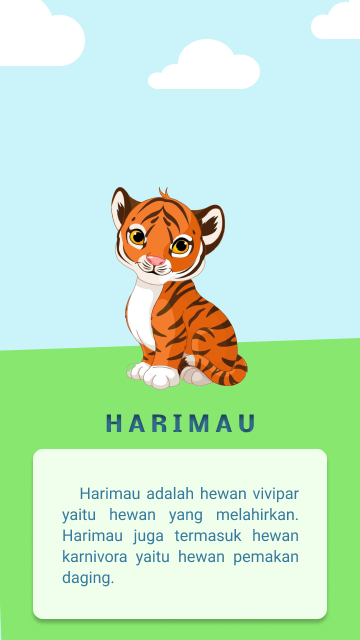 HARIMAU
Harimau adalah hewan vivipar
yaitu hewan yang melahirkan.
Harimau juga termasuk hewan
karnivora yaitu hewan pemakan
daging.